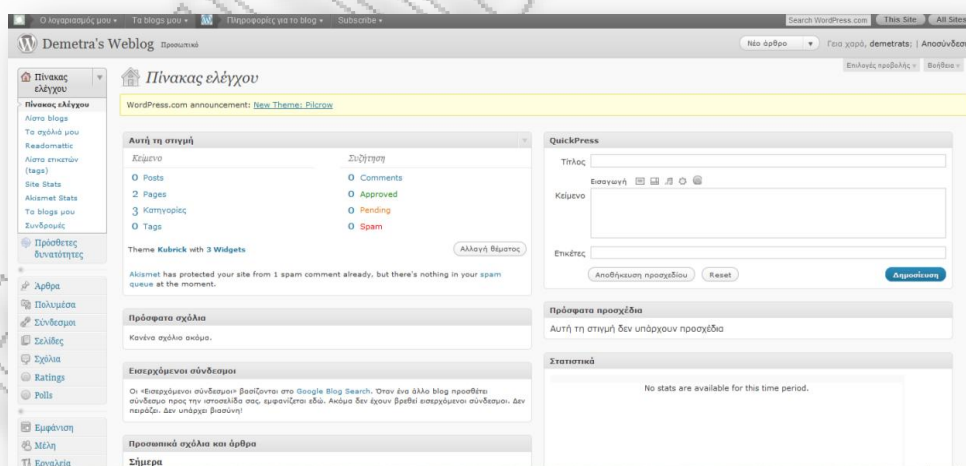 Ο λογαριασμός μου Τα blogs μου Πληροφορίες για το blog Subscribe Search WordPress.com This Site All Sites
Demetra's Weblog Προσωπικό Νέο άρθρο Γεια χαρά, demetrats; | Αποσύνδεση
Επιλογές προβολής Βοήθεια
Πίνακας ελέγχου
Πίνακας ελέγχου
Λίστα blogs
Τα σχόλιά μου
Readomattic
Λίστα ετικετών (tags)
Site Stats
Akismet Stats
Τα blogs μου
Συνδρομές
Πρόσθετες δυνατότητες
Άρθρα
Πολυμέσα
Σύνδεσμοι
Σελίδες
Σχόλια
Ratings
Polls
Εμφάνιση
Μέλη
Εργαλεία
Πίνακας ελέγχου
WordPress.com announcement: New Theme: Pilcrow
Αυτή τη στιγμή
Κείμενο Συζήτηση
0 Posts 0 Comments
2 Pages 0 Approved
3 Κατηγορίες 0 Pending
0 Tags 0 Spam
Theme Kubrick with 3 Widgets Αλλαγή θέματος
Akismet has protected your site from 1 spam comment already, but there's nothing in your spam
queue at the moment.
Πρόσφατα σχόλια
Κανένα σχόλιο ακόμα.
Εισερχόμενοι σύνδεσμοι
Οι «Εισερχόμενοι σύνδεσμοι» βασίζονται στο Google Blog Search. Όταν ένα άλλο blog προσθέτει
σύνδεσμο προς την ιστοσελίδα σας, εμφανίζεται εδώ. Ακόμα δεν έχουν βρεθεί εισερχόμενοι σύνδεσμοι. Δεν
πειράζει. Δεν υπάρχει βιασύνη!
Προσωπικά σχόλια και άρθρα
Σήμερα
QuickPress
Τίτλος
Εισαγωγή
Κείμενο
Ετικέτες
Αποθήκευση προσχεδίου Reset Δημοσίευση
Πρόσφατα προσχέδια
Αυτή τη στιγμή δεν υπάρχουν προσχέδια
Στατιστικά
No stats are available for this time period.